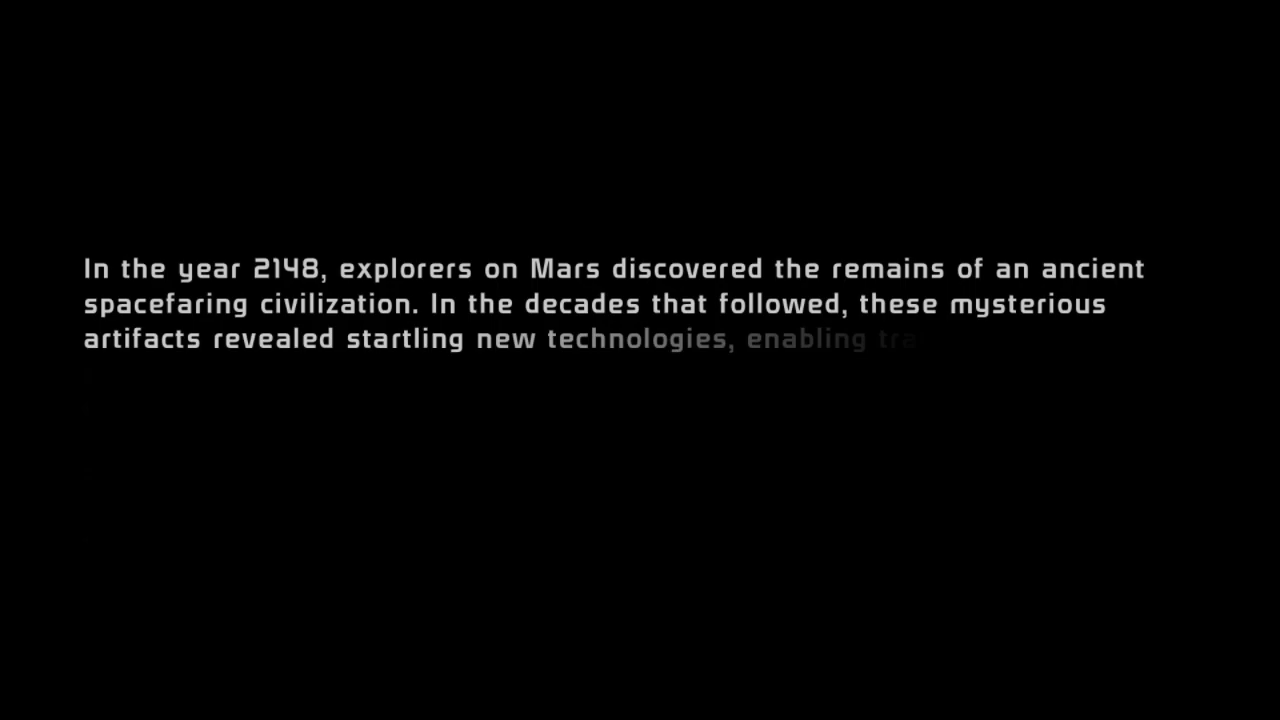 In the year 2148, explorers on Mars discovered the remains of an ancient
spacefaring civilization. In the decades that followed, these mysterious
artifacts revealed startling new technologies, enabling tra